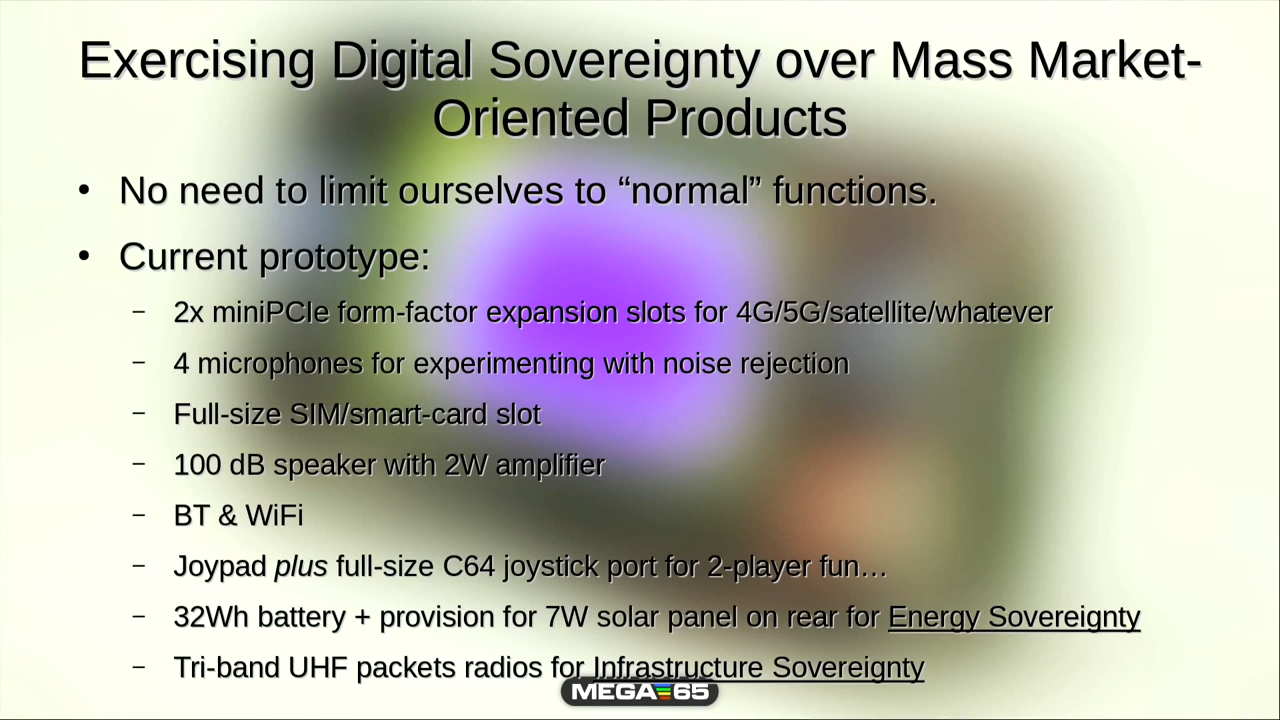 Exercising Digital Sovereignty over Mass Market-
Oriented Products
• No need to limit ourselves to “normal” functions.
• Current prototype:
– 2x miniPCIe form-factor expansion slots for 4G/5G/satellite/whatever
– 4 microphones for experimenting with noise rejection
– Full-size SIM/smart-card slot
– 100 dB speaker with 2W amplifier
– BT & WiFi
– Joypad plus full-size C64 joystick port for 2-player fun…
– 32Wh battery + provision for 7W solar panel on rear for Energy Sovereignty
– Tri-band UHF packets radios for Infrastructure Sovereignty
MEGA 65